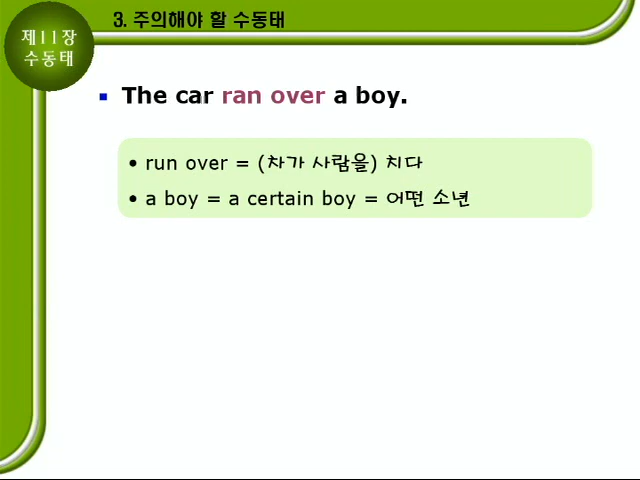 제11장
수동태
3. 주의해야 할 수동태
▪ The car ran over a boy.
• run over = (차가 사람을) 치다
• a boy = a certain boy = 어떤 소년